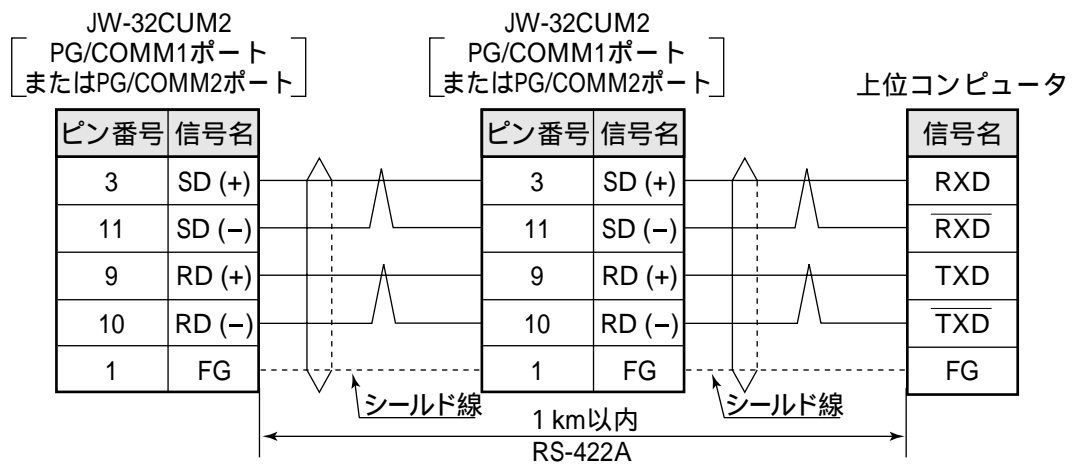 JW-32CUM2
PG/COMM1ポート
またはPG/COMM2ポート
JW-32CUM2
PG/COMM1ポート
またはPG/COMM2ポート
上位コンピュータ
ピン番号 信号名
3 SD (+)
11 SD (−)
9 RD (+)
10 RD (−)
1 FG
ピン番号 信号名
3 SD (+)
11 SD (−)
9 RD (+)
10 RD (−)
1 FG
信号名
RXD
R̅X̅D̅
TXD
T̅X̅D̅
FG
シールド線
シールド線
1 km以内
RS-422A